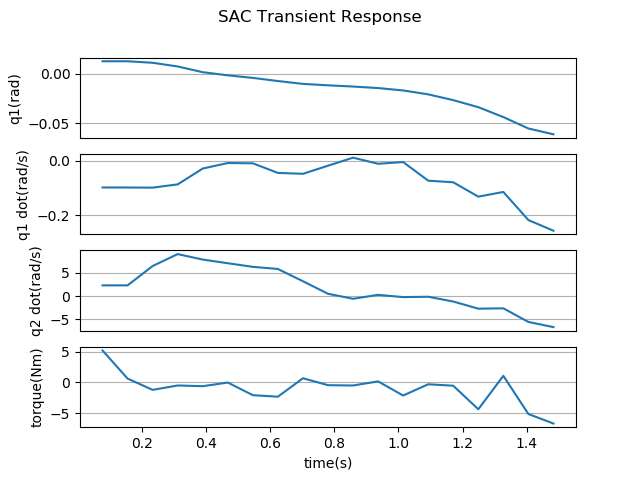 SAC Transient Response
q1(rad)
0.00
−0.05
q1 dot(rad/s)
0.0
−0.2
q2 dot(rad/s)
5
0
−5
torque(Nm)
5
0
−5
0.2 0.4 0.6 0.8 1.0 1.2 1.4
time(s)